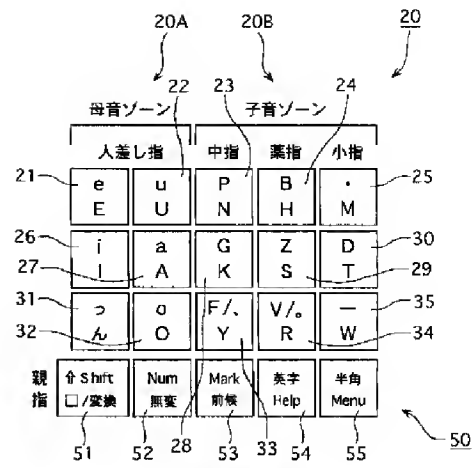 20A 20B 20
22 23 24
母音ゾーン 子音ゾーン
人差し指 中指 薬指 小指
21 e u P B ・ 25
E U N H M
26 i a G Z D 30
27 I A K S T 29
31 っ o F/、 V/。 ー 35
32 ん O Y R W 34
親指 ⇧Shift Num Mark 英字 半角
□/変換 無変 前候 Help Menu
51 52 28 53 33 54 55 50